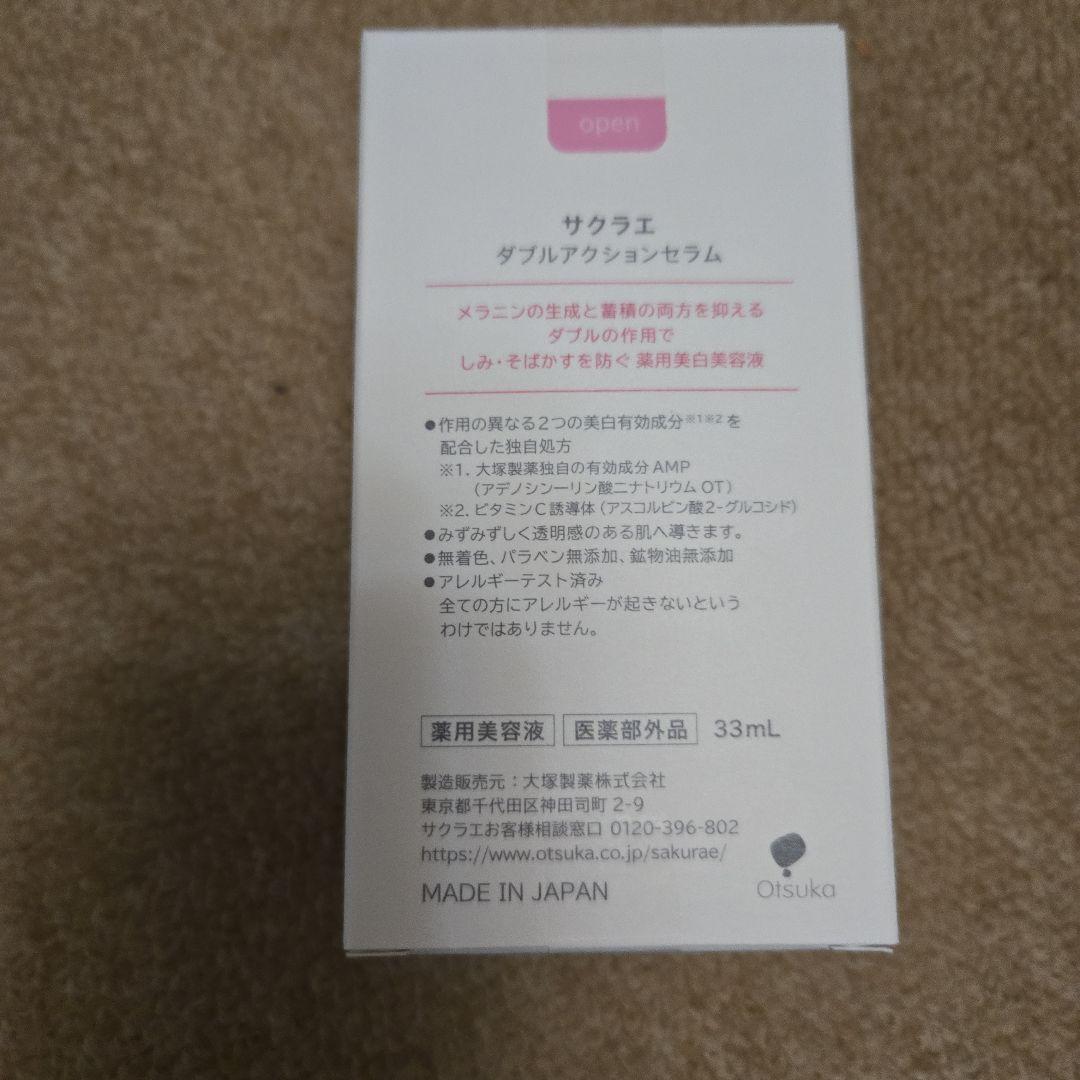 open
サクラエ
ダブルアクションセラム
メラニンの生成と蓄積の両方を抑える
ダブルの作用で
しみ・そばかすを防ぐ 薬用美白美容液
●作用の異なる2つの美白有効成分※1※2を
配合した独自処方
※1. 大塚製薬独自の有効成分 AMP
（アデノシン一リン酸二ナトリウム OT）
※2. ビタミンC誘導体（アスコルビン酸2-グルコシド）
●みずみずしく透明感のある肌へ導きます。
●無着色、パラベン無添加、鉱物油無添加
●アレルギーテスト済み
全ての方にアレルギーが起きないという
わけではありません。
薬用美容液 医薬部外品 33mL
製造販売元：大塚製薬株式会社
東京都千代田区神田司町 2-9
サクラエお客様相談窓口 0120-396-802
https://www.otsuka.co.jp/sakurae/
MADE IN JAPAN
Otsuka